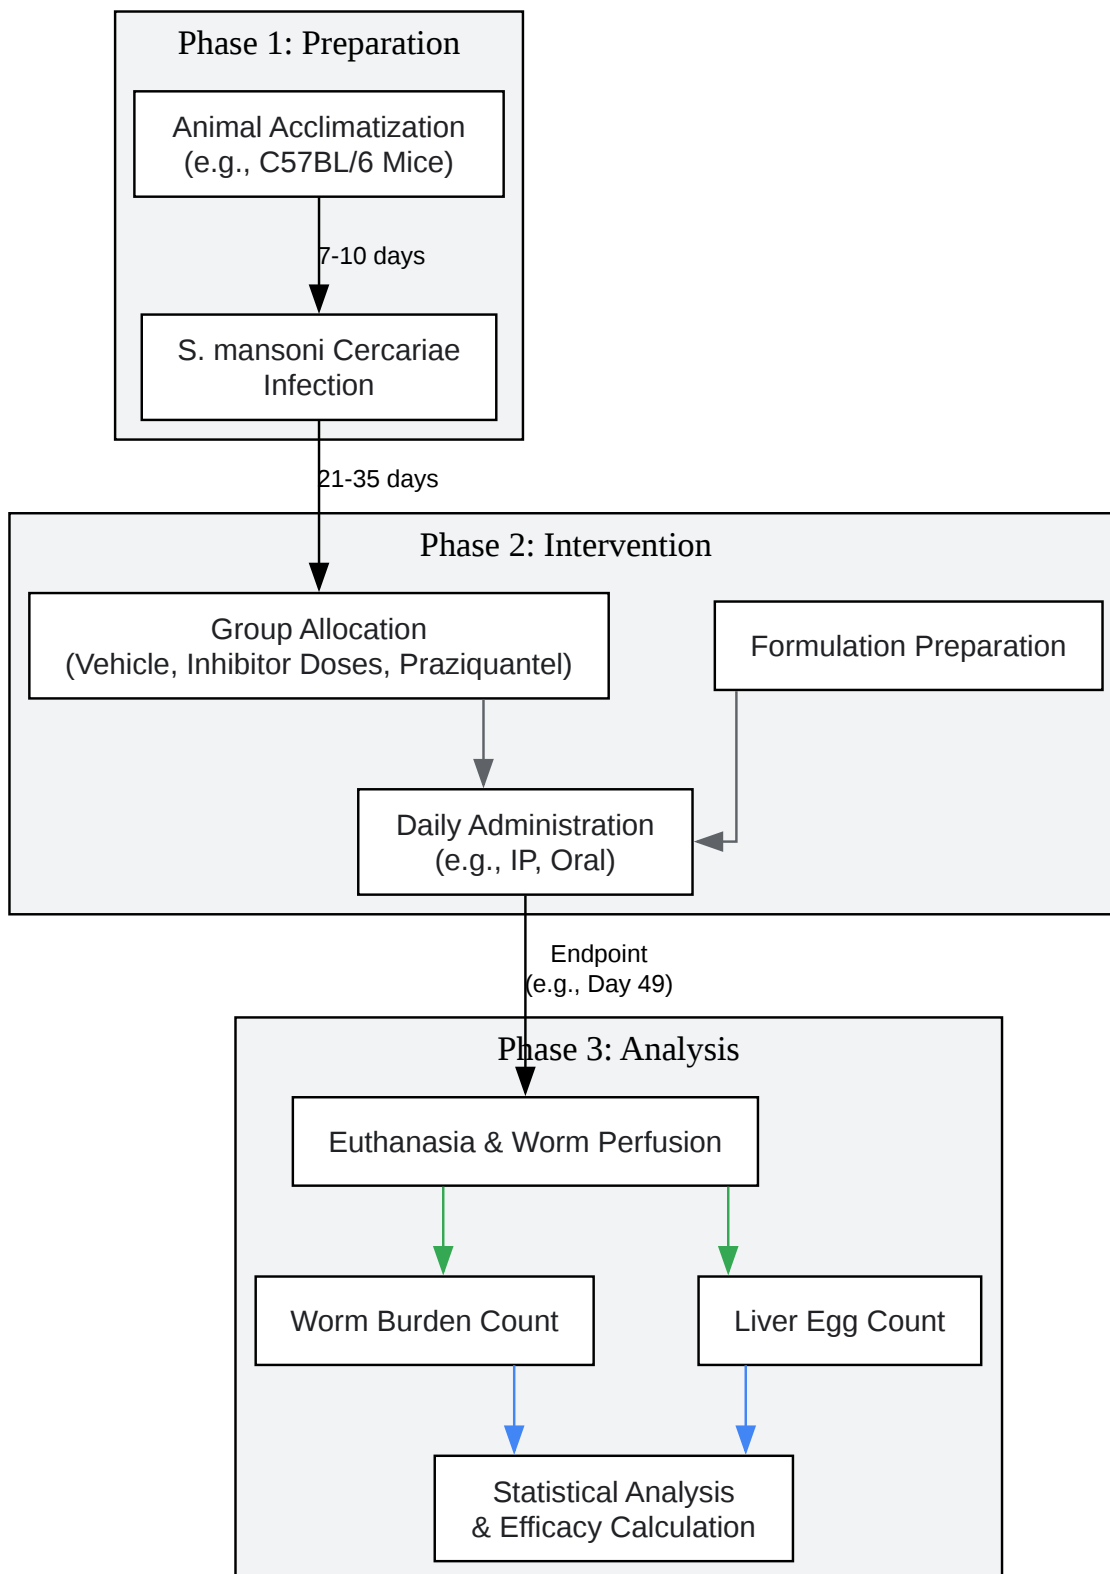 Phase 1: Preparation
Animal Acclimatization
(e.g., C57BL/6 Mice)
7-10 days
S. mansoni Cercariae
Infection
21-35 days
Phase 2: Intervention
Group Allocation
(Vehicle, Inhibitor Doses, Praziquantel)
Formulation Preparation
Daily Administration
(e.g., IP, Oral)
Endpoint
(e.g., Day 49)
Phase 3: Analysis
Euthanasia & Worm Perfusion
Worm Burden Count
Liver Egg Count
Statistical Analysis
& Efficacy Calculation